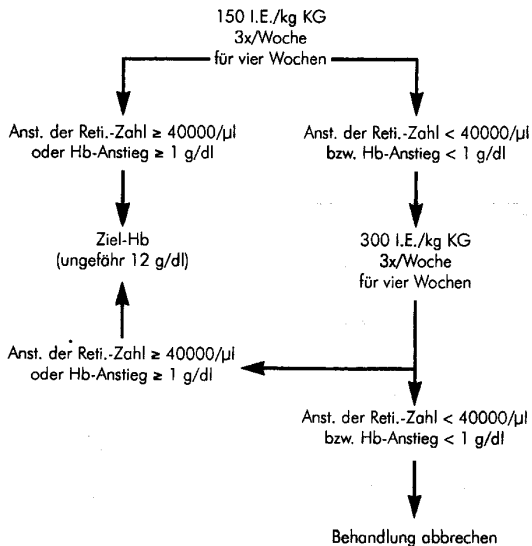 150 I.E./kg KG
3x/Woche
für vier Wochen
Anst. der Reti.-Zahl ≥ 40000/µl
oder Hb-Anstieg ≥ 1 g/dl
Anst. der Reti.-Zahl < 40000/µl
bzw. Hb-Anstieg < 1 g/dl
Ziel-Hb
(ungefähr 12 g/dl)
300 I.E./kg KG
3x/Woche
für vier Wochen
Anst. der Reti.-Zahl ≥ 40000/µl
oder Hb-Anstieg ≥ 1 g/dl
Anst. der Reti.-Zahl < 40000/µl
bzw. Hb-Anstieg < 1 g/dl
Behandlung abbrechen